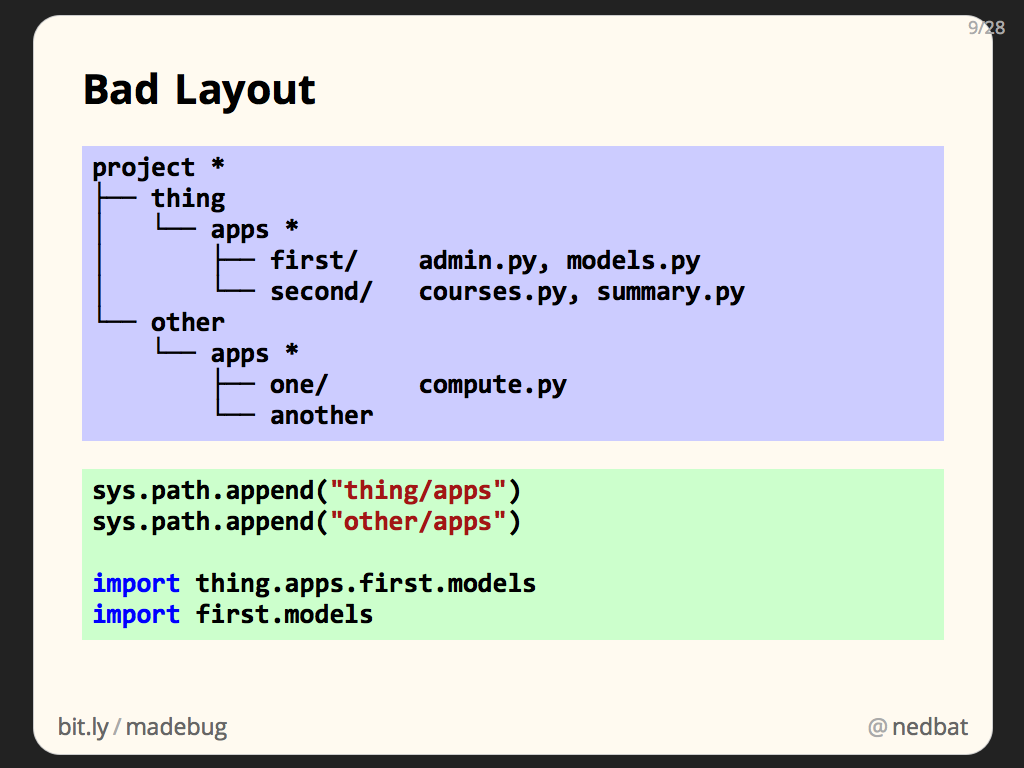 9/28
Bad Layout
project *
├── thing
│   └── apps *
│       ├── first/    admin.py, models.py
│       └── second/   courses.py, summary.py
└── other
    └── apps *
        ├── one/      compute.py
        └── another
sys.path.append("thing/apps")
sys.path.append("other/apps")
import thing.apps.first.models
import first.models
bit.ly/madebug
@nedbat